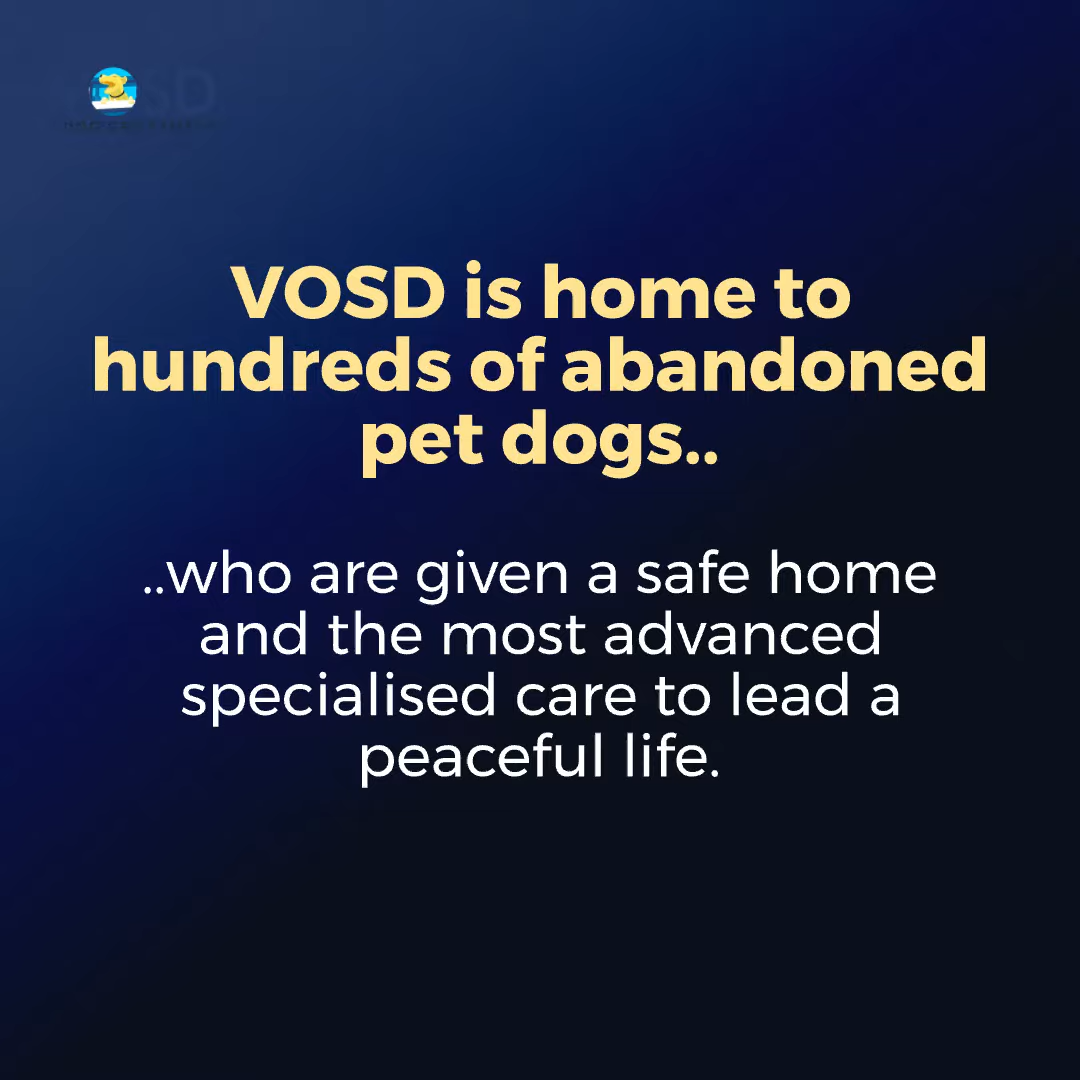 VOSD is home to
hundreds of abandoned
pet dogs..
..who are given a safe home
and the most advanced
specialised care to lead a
peaceful life.